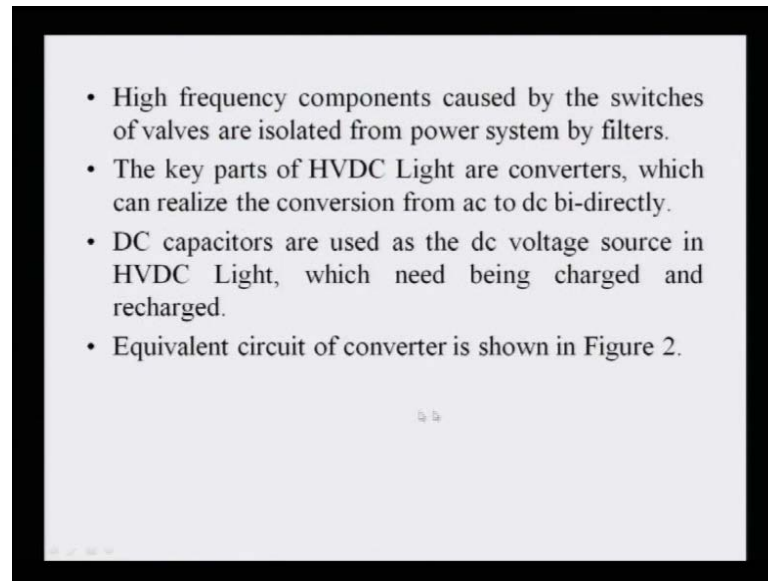 • High frequency components caused by the switches
of valves are isolated from power system by filters.
• The key parts of HVDC Light are converters, which
can realize the conversion from ac to dc bi-directly.
• DC capacitors are used as the dc voltage source in
HVDC Light, which need being charged and
recharged.
• Equivalent circuit of converter is shown in Figure 2.